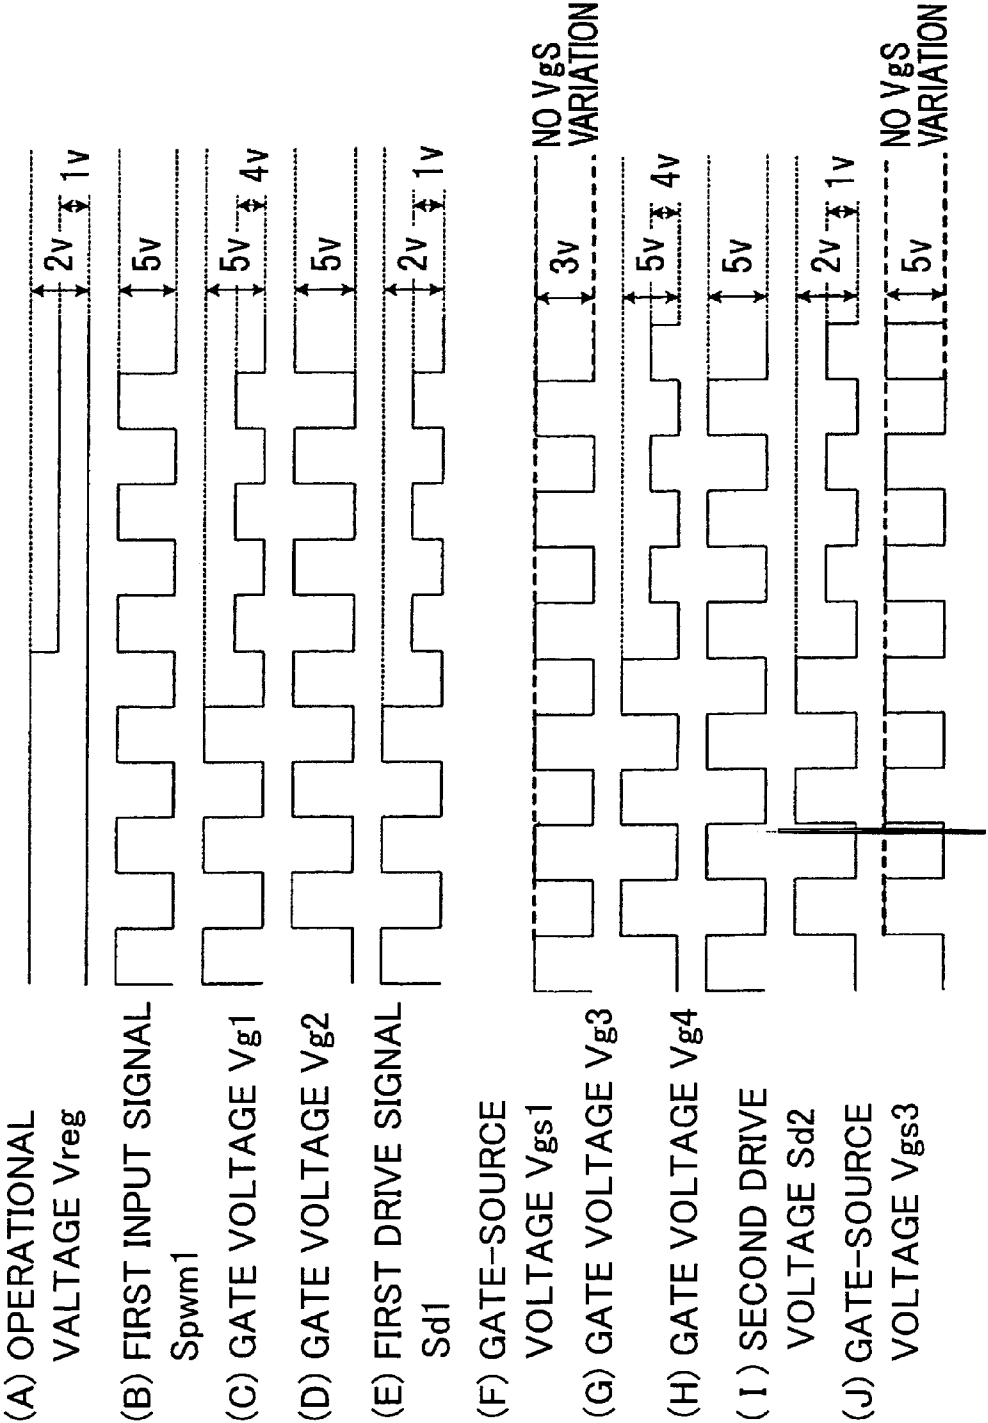 (A) OPERATIONAL
VALTAGE Vreg
2v
1v
(B) FIRST INPUT SIGNAL
Spwm1
5v
(C) GATE VOLTAGE Vg1
5v
4v
(D) GATE VOLTAGE Vg2
5v
(E) FIRST DRIVE SIGNAL
Sd1
2v
1v
(F) GATE-SOURCE
VOLTAGE Vgs1
3v
NO VgS
VARIATION
(G) GATE VOLTAGE Vg3
5v
4v
(H) GATE VOLTAGE Vg4
5v
(I) SECOND DRIVE
VOLTAGE Sd2
2v
1v
(J) GATE-SOURCE
VOLTAGE Vgs3
5v
NO VgS
VARIATION